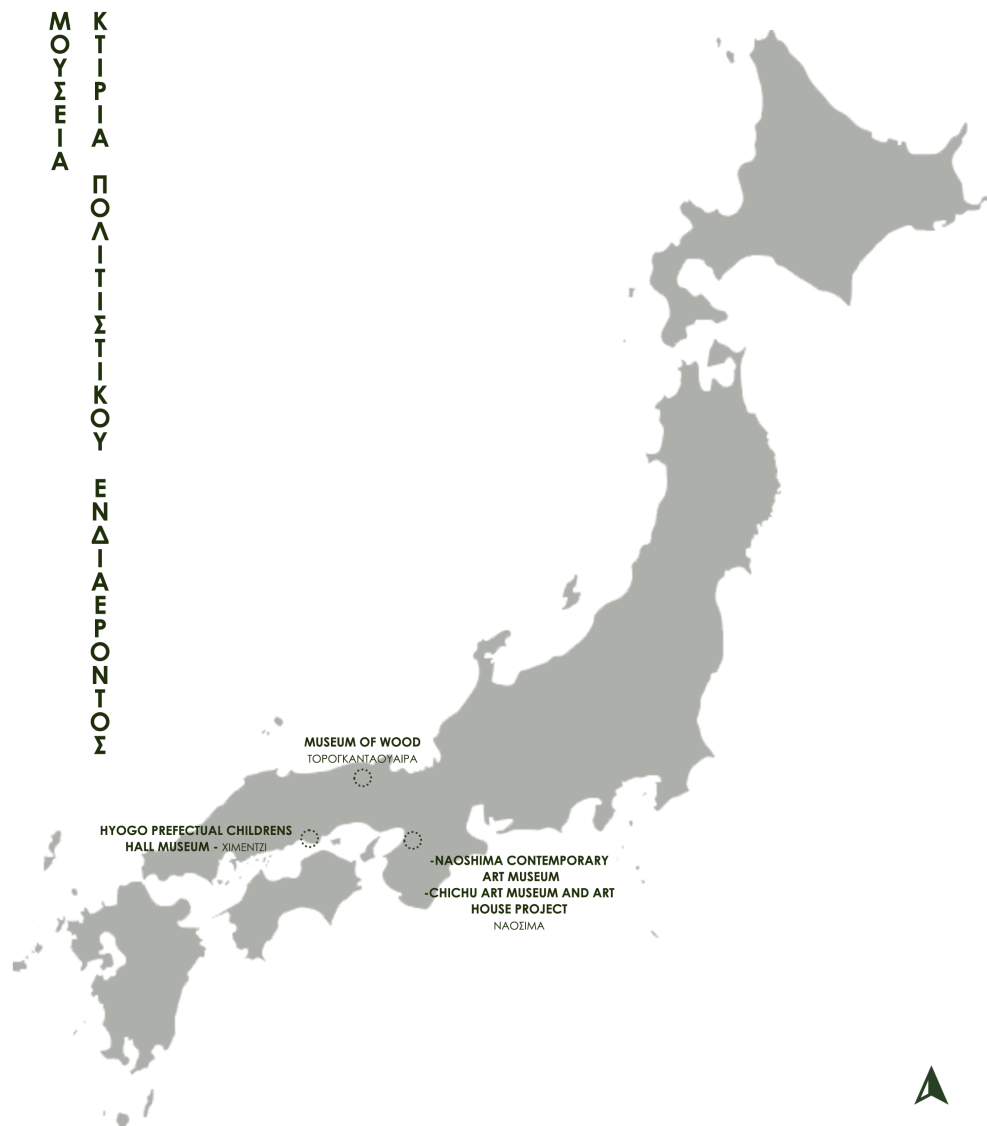 ΜΟΥΣΕΙΑ
ΚΤΙΡΙΑ ΠΟΛΙΤΙΣΤΙΚΟΥ ΕΝΔΙΑΕΡΟΝΤΟΣ
MUSEUM OF WOOD
ΤΟΡΟΓΚΑΝΤΑΟΥΑΙΡΑ
HYOGO PREFECTUAL CHILDRENS
HALL MUSEUM - ΧΙΜΕΝΤΖΙ
-NAOSHIMA CONTEMPORARY
ART MUSEUM
-CHICHU ART MUSEUM AND ART
HOUSE PROJECT
ΝΑΟΣΙΜΑ